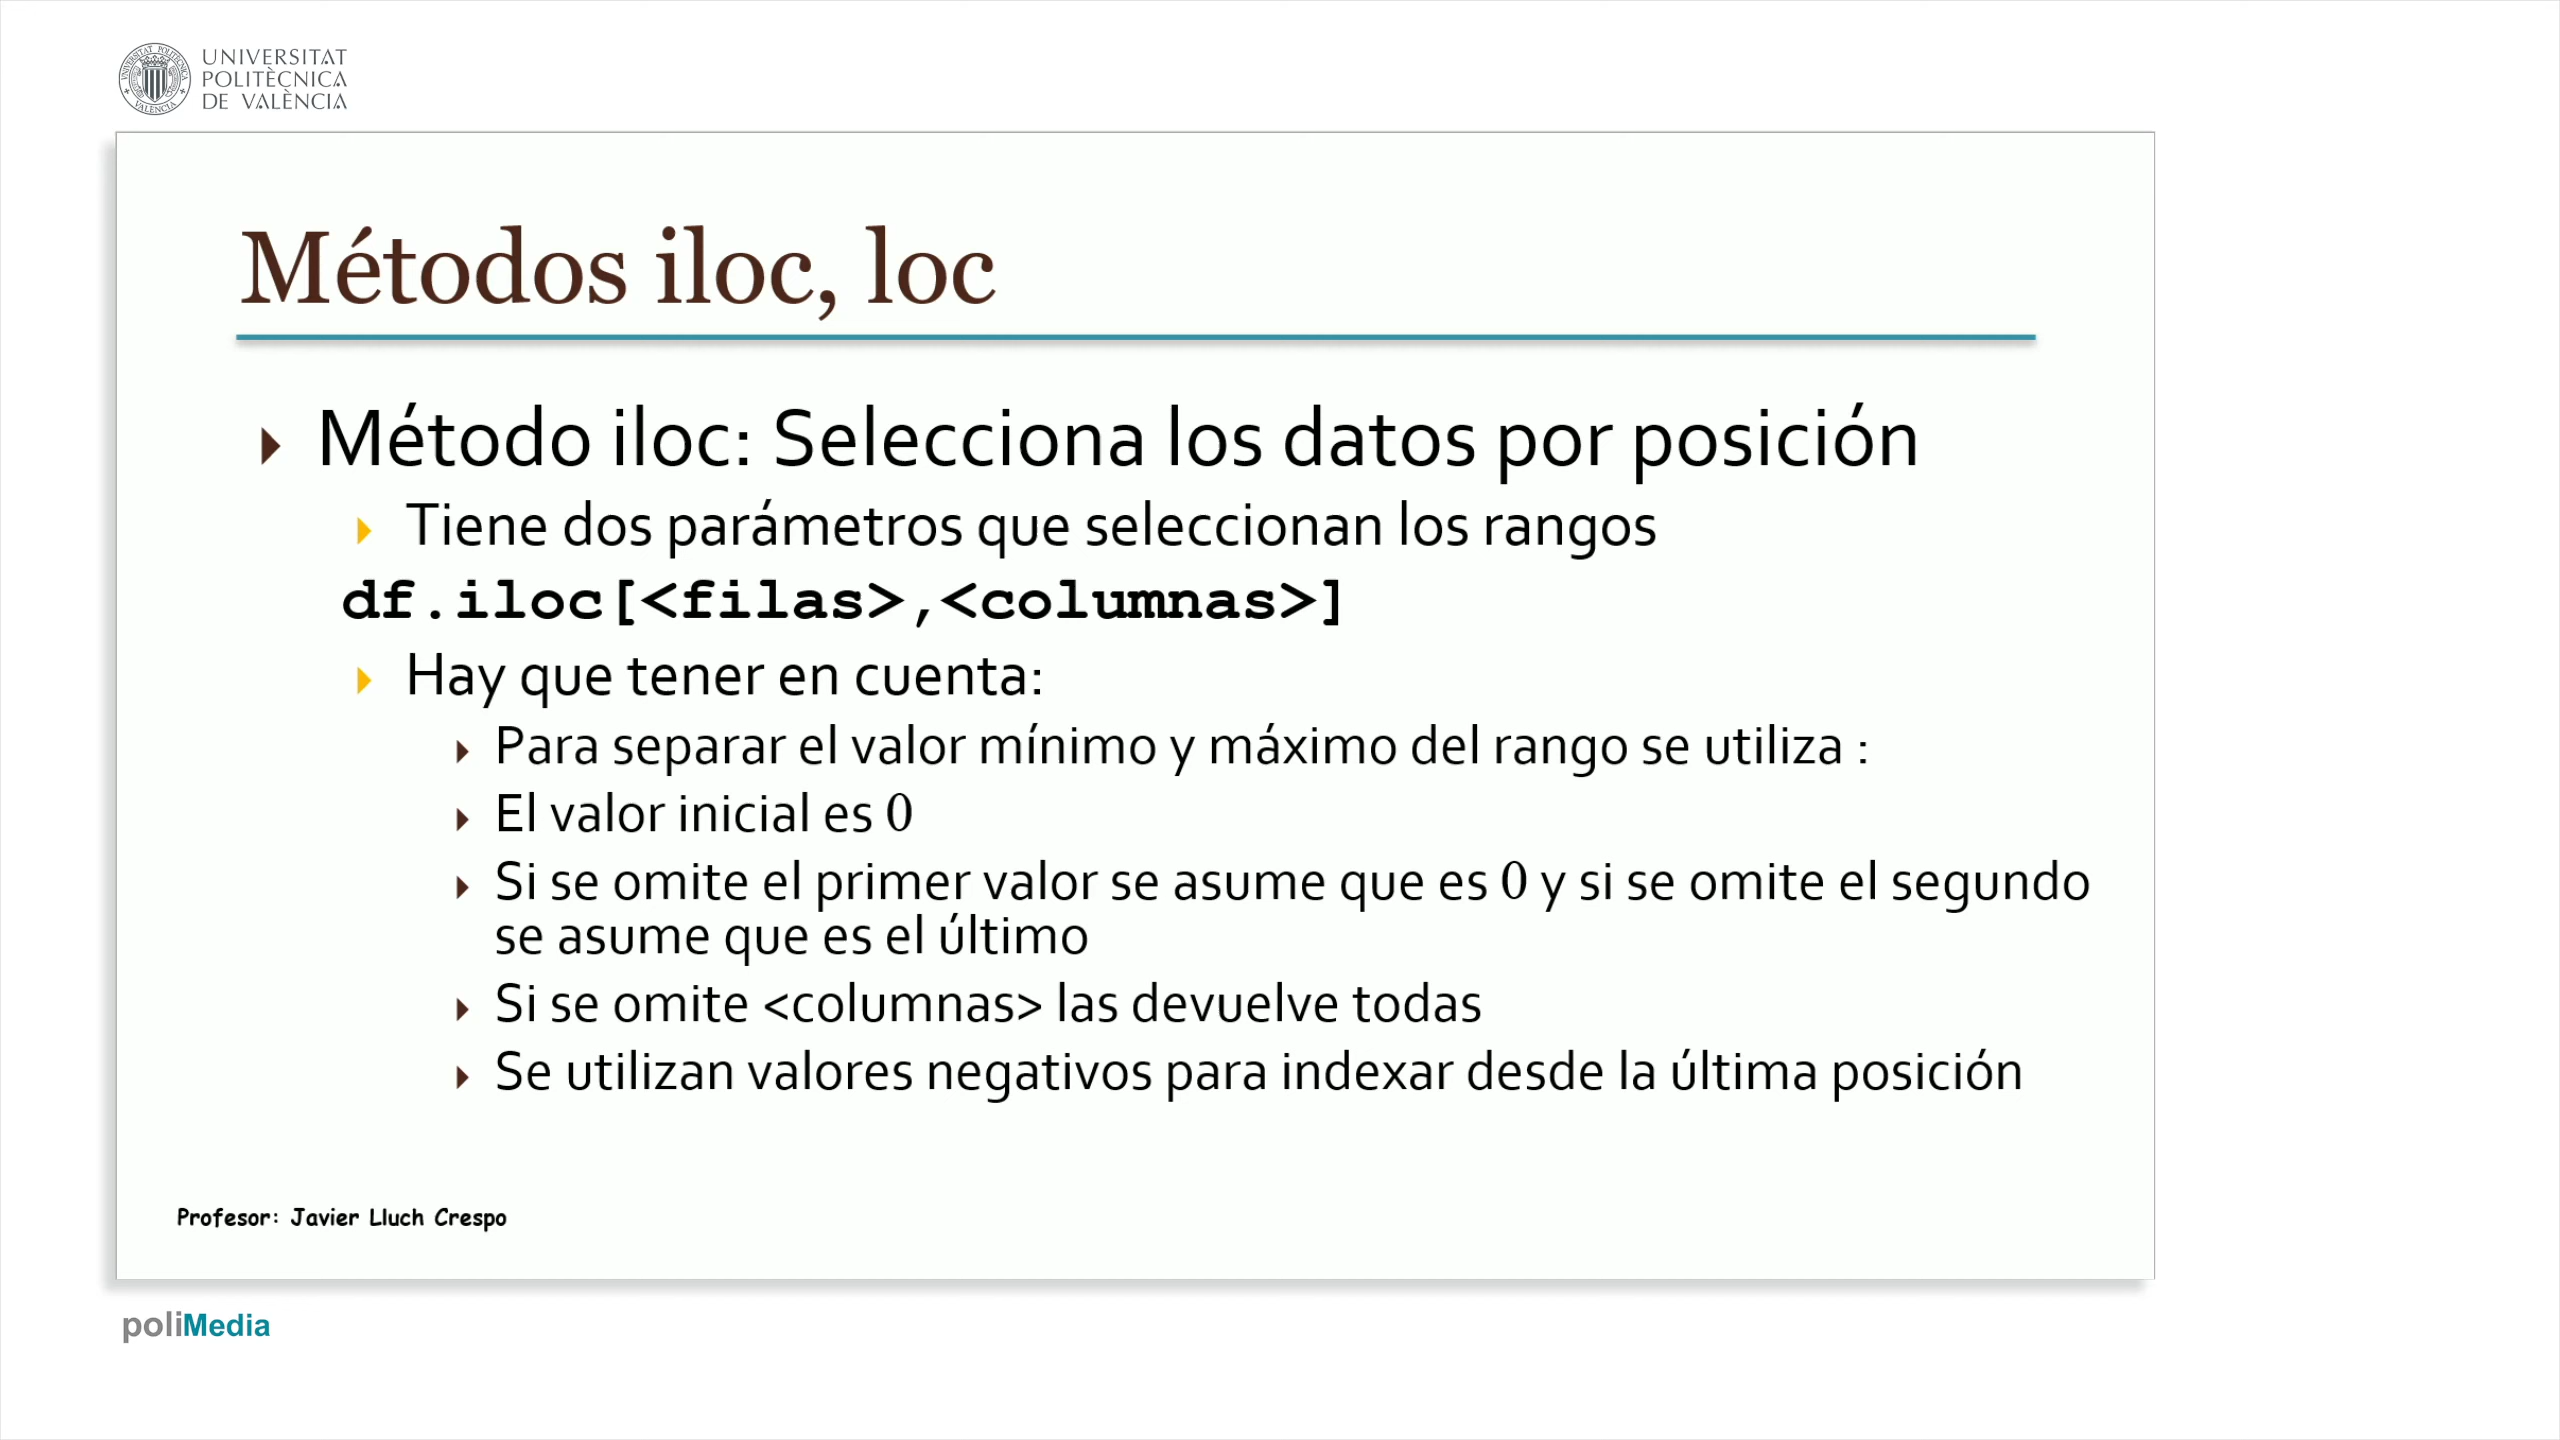 UNIVERSITAT
POLITÈCNICA
DE VALÈNCIA
Métodos iloc, loc
Método iloc: Selecciona los datos por posición
Tiene dos parámetros que seleccionan los rangos
df.iloc[<filas>,<columnas>]
Hay que tener en cuenta:
Para separar el valor mínimo y máximo del rango se utiliza :
El valor inicial es 0
Si se omite el primer valor se asume que es 0 y si se omite el segundo
se asume que es el último
Si se omite <columnas> las devuelve todas
Se utilizan valores negativos para indexar desde la última posición
Profesor: Javier Lluch Crespo
poliMedia